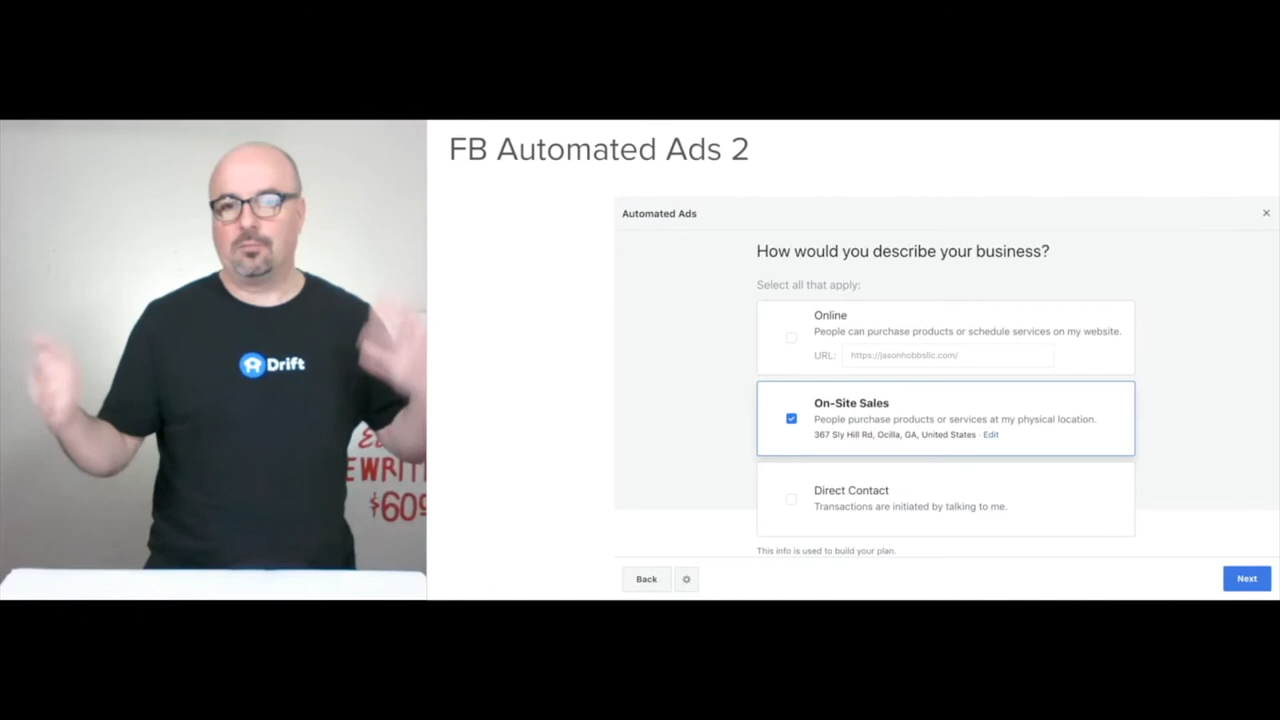 FB Automated Ads 2
Automated Ads
How would you describe your business?
Select all that apply:
Online
People can purchase products or schedule services on my website.
URL: https://jasonhobbsllc.com/
On-Site Sales
People purchase products or services at my physical location.
367 Sly Hill Rd, Ocilla, GA, United States · Edit
Direct Contact
Transactions are initiated by talking to me.
This info is used to build your plan.
Back
Next
Drift